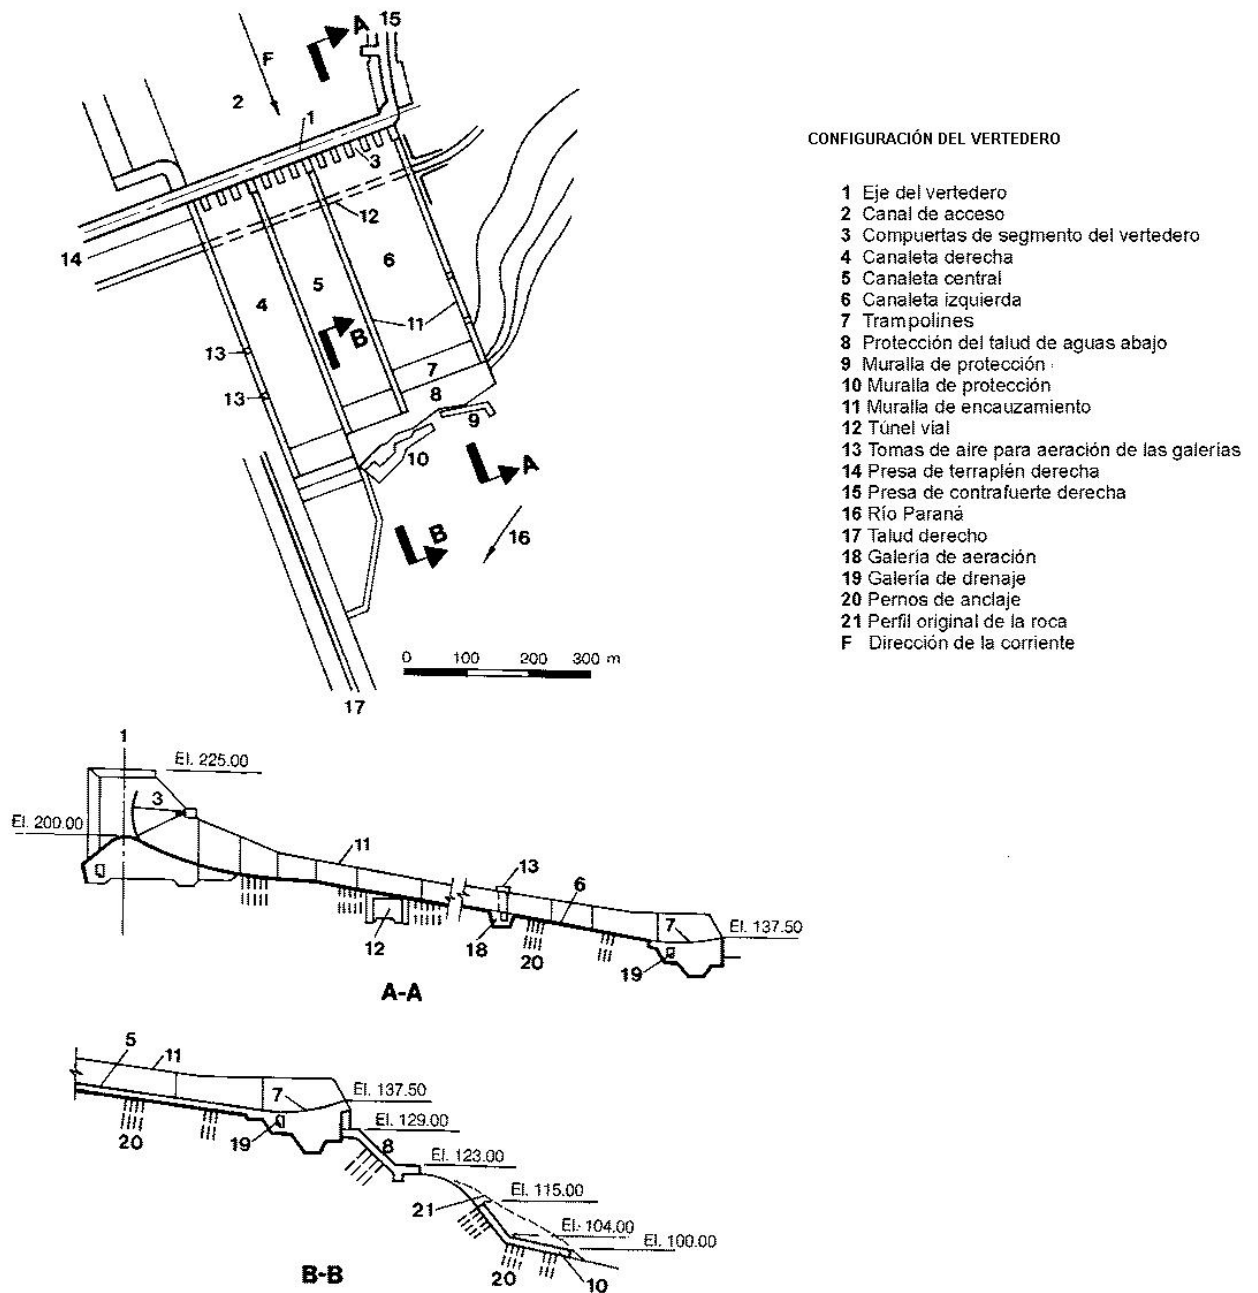 A
15
F
2
1
3
12
14
6
5
4
B
11
13
7
13
8
9
10
A
B
16
0 100 200 300 m
17
CONFIGURACIÓN DEL VERTEDERO
1 Eje del vertedero
2 Canal de acceso
3 Compuertas de segmento del vertedero
4 Canaleta derecha
5 Canaleta central
6 Canaleta izquierda
7 Trampolines
8 Protección del talud de aguas abajo
9 Muralla de protección
10 Muralla de protección
11 Muralla de encauzamiento
12 Túnel vial
13 Tomas de aire para aeración de las galerías
14 Presa de terraplén derecha
15 Presa de contrafuerte derecha
16 Río Paraná
17 Talud derecho
18 Galería de aeración
19 Galería de drenaje
20 Pernos de anclaje
21 Perfil original de la roca
F Dirección de la corriente
1
El. 225.00
3
El. 200.00
11
13
6
7
El. 137.50
12
18
20
19
A-A
5
11
7
El. 137.50
El. 129.00
20
19
8
El. 123.00
21
El. 115.00
El. 104.00
El. 100.00
20
10
B-B